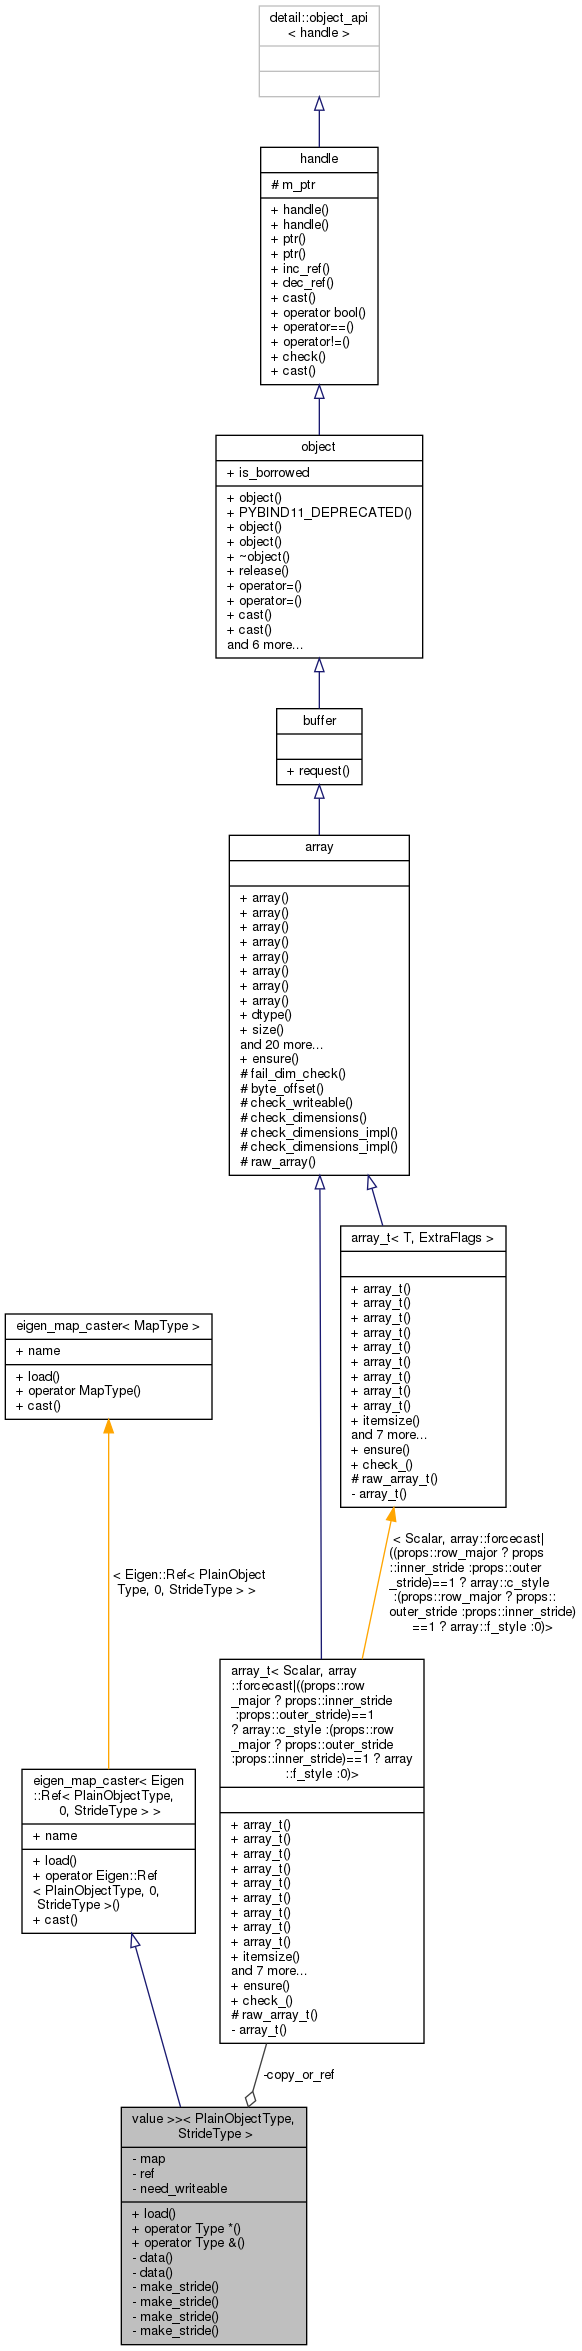 detail::object_api
< handle >
handle
# m_ptr
+ handle()
+ handle()
+ ptr()
+ ptr()
+ inc_ref()
+ dec_ref()
+ cast()
+ operator bool()
+ operator==()
+ operator!=()
+ check()
+ cast()
object
+ is_borrowed
+ object()
+ PYBIND11_DEPRECATED()
+ object()
+ object()
+ ~object()
+ release()
+ operator=()
+ operator=()
+ cast()
+ cast()
and 6 more...
buffer
+ request()
array
+ array()
+ array()
+ array()
+ array()
+ array()
+ array()
+ array()
+ array()
+ dtype()
+ size()
and 20 more...
+ ensure()
# fail_dim_check()
# byte_offset()
# check_writeable()
# check_dimensions()
# check_dimensions_impl()
# check_dimensions_impl()
# raw_array()
array_t< T, ExtraFlags >
+ array_t()
+ array_t()
+ array_t()
+ array_t()
+ array_t()
+ array_t()
+ array_t()
+ array_t()
+ array_t()
+ itemsize()
and 7 more...
+ ensure()
+ check_()
# raw_array_t()
- array_t()
eigen_map_caster< MapType >
+ name
+ load()
+ operator MapType()
+ cast()
< Scalar, array::forcecast|
((props::row_major ? props
::inner_stride :props::outer
_stride)==1 ? array::c_style
:(props::row_major ? props::
outer_stride :props::inner_stride)
==1 ? array::f_style :0)>
< Eigen::Ref< PlainObject
Type, 0, StrideType > >
array_t< Scalar, array
::forcecast|((props::row
_major ? props::inner_stride
:props::outer_stride)==1
? array::c_style :(props::row
_major ? props::outer_stride
:props::inner_stride)==1 ? array
::f_style :0)>
+ array_t()
+ array_t()
+ array_t()
+ array_t()
+ array_t()
+ array_t()
+ array_t()
+ array_t()
+ array_t()
+ itemsize()
and 7 more...
+ ensure()
+ check_()
# raw_array_t()
- array_t()
eigen_map_caster< Eigen
::Ref< PlainObjectType,
0, StrideType > >
+ name
+ load()
+ operator Eigen::Ref
< PlainObjectType, 0,
StrideType >()
+ cast()
-copy_or_ref
value >>< PlainObjectType,
StrideType >
- map
- ref
- need_writeable
+ load()
+ operator Type *()
+ operator Type &()
- data()
- data()
- make_stride()
- make_stride()
- make_stride()
- make_stride()